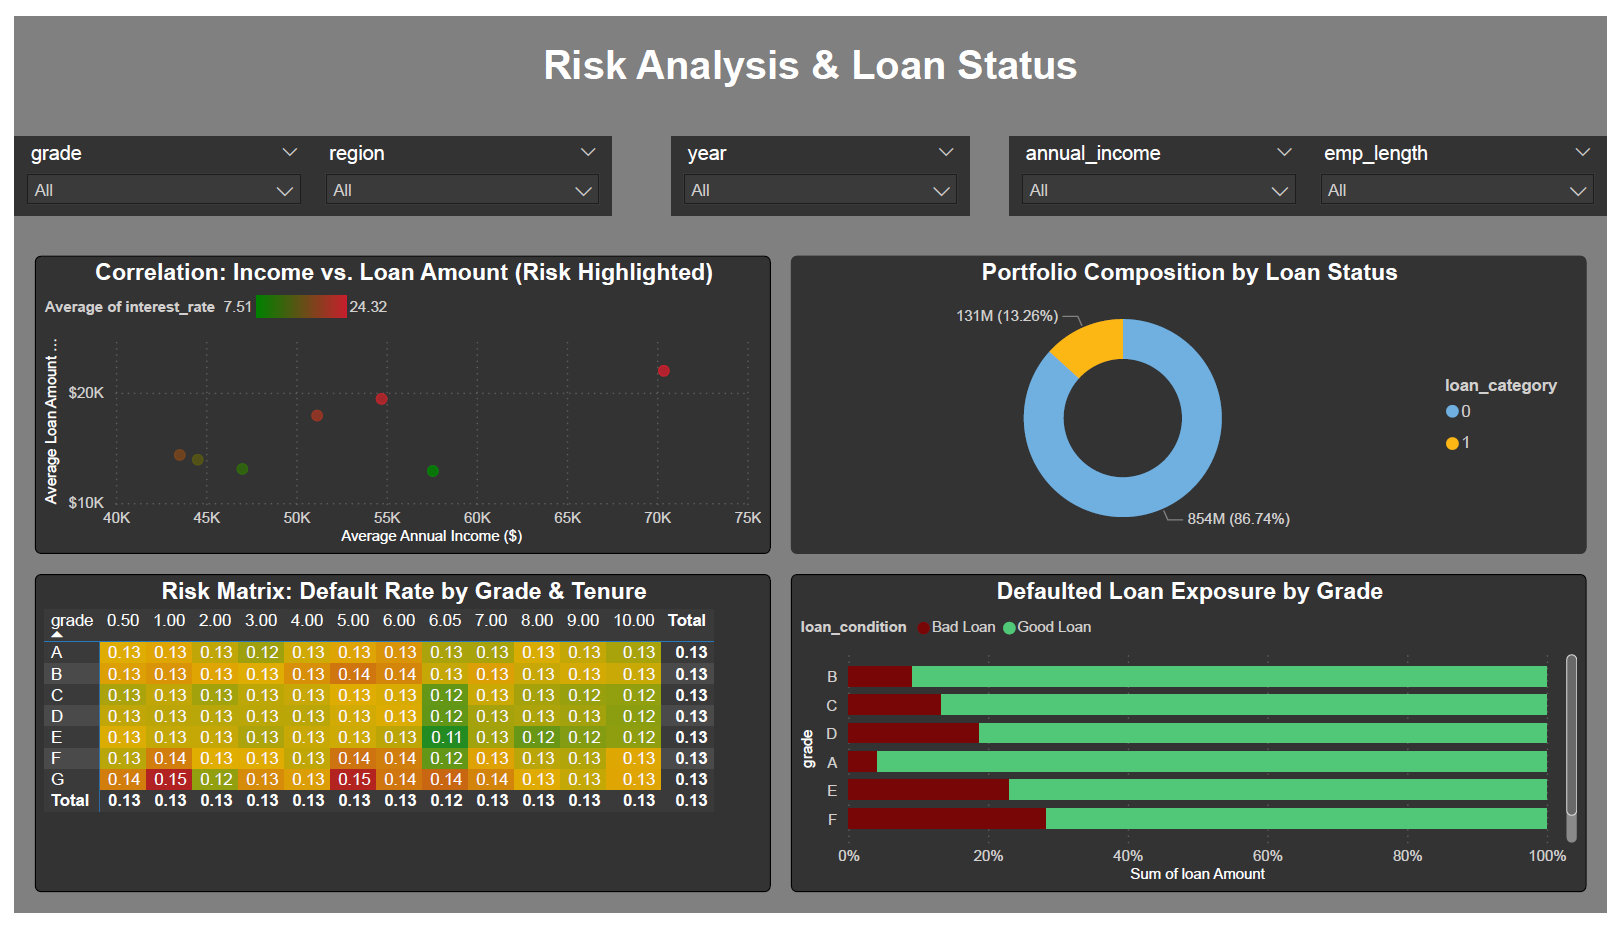 Risk Analysis & Loan Status
grade
All
region
All
year
All
annual_income
All
emp_length
All
Correlation: Income vs. Loan Amount (Risk Highlighted)
Average of interest_rate 7.51 24.32
Average Loan Amount ...
$20K
$10K
40K 45K 50K 55K 60K 65K 70K 75K
Average Annual Income ($)
Portfolio Composition by Loan Status
131M (13.26%)
854M (86.74%)
loan_category
0
1
Risk Matrix: Default Rate by Grade & Tenure
grade 0.50 1.00 2.00 3.00 4.00 5.00 6.00 6.05 7.00 8.00 9.00 10.00 Total
A 0.13 0.13 0.13 0.12 0.13 0.13 0.13 0.13 0.13 0.13 0.13 0.13 0.13
B 0.13 0.13 0.13 0.13 0.13 0.14 0.14 0.13 0.13 0.13 0.13 0.13 0.13
C 0.13 0.13 0.13 0.13 0.13 0.13 0.13 0.12 0.13 0.13 0.12 0.12 0.13
D 0.13 0.13 0.13 0.13 0.13 0.13 0.13 0.12 0.13 0.13 0.13 0.12 0.13
E 0.13 0.13 0.13 0.13 0.13 0.13 0.13 0.11 0.13 0.12 0.12 0.12 0.13
F 0.13 0.14 0.13 0.13 0.13 0.14 0.14 0.12 0.13 0.13 0.13 0.13 0.13
G 0.14 0.15 0.12 0.13 0.13 0.15 0.14 0.14 0.14 0.13 0.13 0.13 0.13
Total 0.13 0.13 0.13 0.13 0.13 0.13 0.13 0.12 0.13 0.13 0.13 0.13 0.13
Defaulted Loan Exposure by Grade
loan_condition Bad Loan Good Loan
grade
B
C
D
A
E
F
0% 20% 40% 60% 80% 100%
Sum of loan Amount